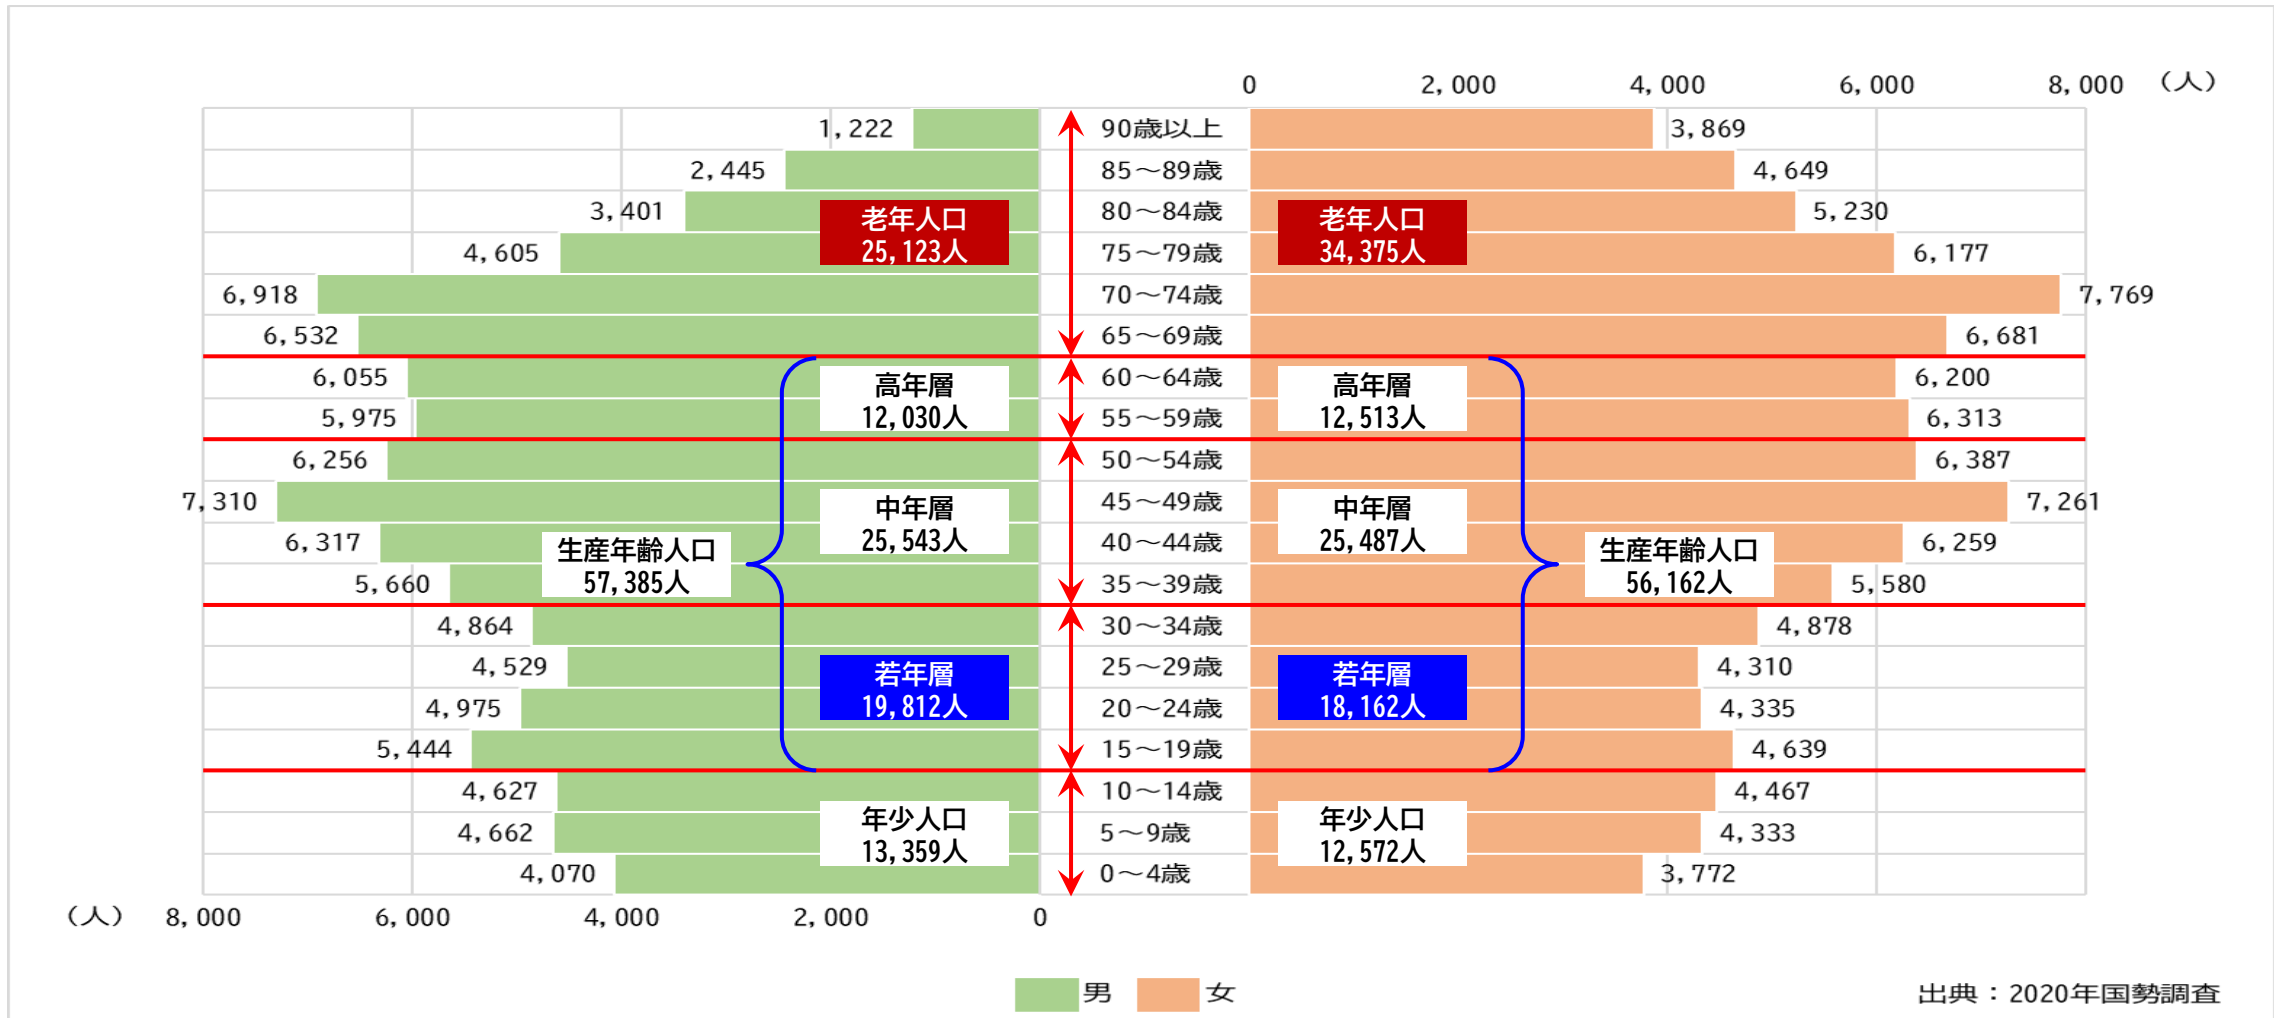 0 2,000 4,000 6,000 8,000 （人）
1,222 90歳以上 3,869
2,445 85～89歳 4,649
3,401 80～84歳 5,230
老年人口 老年人口
25,123人 34,375人
4,605 75～79歳 6,177
6,918 70～74歳 7,769
6,532 65～69歳 6,681
6,055 60～64歳 6,200
高年層 高年層
12,030人 12,513人
5,975 55～59歳 6,313
6,256 50～54歳 6,387
7,310 45～49歳 7,261
中年層 中年層
25,543人 25,487人
6,317 40～44歳 6,259
生産年齢人口 生産年齢人口
57,385人 56,162人
5,660 35～39歳 5,580
4,864 30～34歳 4,878
4,529 25～29歳 4,310
若年層 若年層
19,812人 18,162人
4,975 20～24歳 4,335
5,444 15～19歳 4,639
4,627 10～14歳 4,467
年少人口 年少人口
13,359人 12,572人
4,662 5～9歳 4,333
4,070 0～4歳 3,772
（人） 8,000 6,000 4,000 2,000 0
男 女
出典：2020年国勢調査